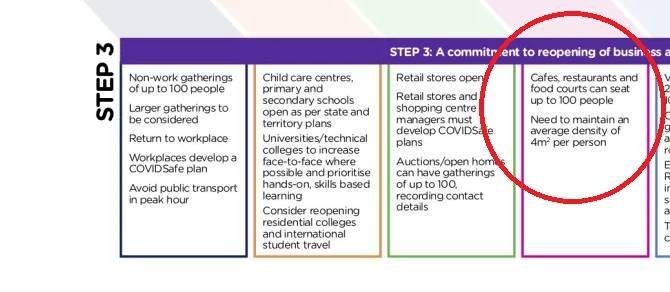 STEP 3
STEP 3: A commitment to reopening of business
Non-work gatherings
of up to 100 people
Larger gatherings to
be considered
Return to workplace
Workplaces develop a
COVIDSafe plan
Avoid public transport
in peak hour
Child care centres,
primary and
secondary schools
open as per state and
territory plans
Universities/technical
colleges to increase
face-to-face where
possible and prioritise
hands-on, skills based
learning
Consider reopening
residential colleges
and international
student travel
Retail stores open
Retail stores and
shopping centre
managers must
develop COVIDSafe
plan
Auctions/open homes
can have gatherings
of up to 100,
recording contact
details
Cafes, restaurants and
food courts can seat
up to 100 people
Need to maintain an
average density of
4m² per person